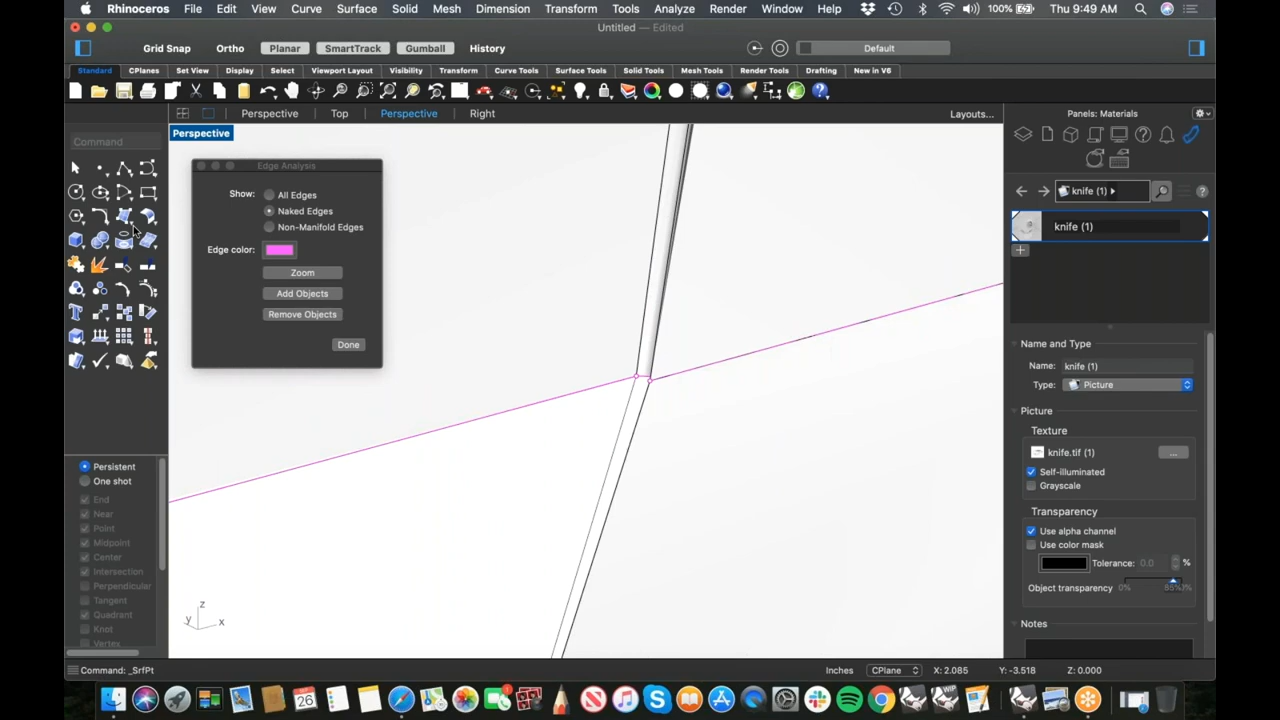 Rhinoceros File Edit View Curve Surface Solid Mesh Dimension Transform Tools Analyze Render Window Help 100% Thu 9:49 AM
Untitled — Edited
Grid Snap Ortho Planar SmartTrack Gumball History Default
Standard CPlanes Set View Display Select Viewport Layout Visibility Transform Curve Tools Surface Tools Solid Tools Mesh Tools Render Tools Drafting New in V6
Perspective Top Perspective Right Layouts... Panels: Materials
Perspective
Command
Edge Analysis
Show: All Edges
Naked Edges
Non-Manifold Edges
Edge color:
Zoom
Add Objects
Remove Objects
Done
knife (1)
knife (1)
Name and Type
Name: knife (1)
Type: Picture
Picture
Texture
knife.tif (1) ...
Self-illuminated
Grayscale
Transparency
Use alpha channel
Use color mask
Tolerance: 0.0 %
Object transparency 0% 85%
Notes
Persistent
One shot
End
Near
Point
Midpoint
Center
Intersection
Perpendicular
Tangent
Quadrant
Knot
Vertex
z
y x
Command: _SrfPt Inches CPlane X: 2.085 Y: -3.518 Z: 0.000
SEP
26